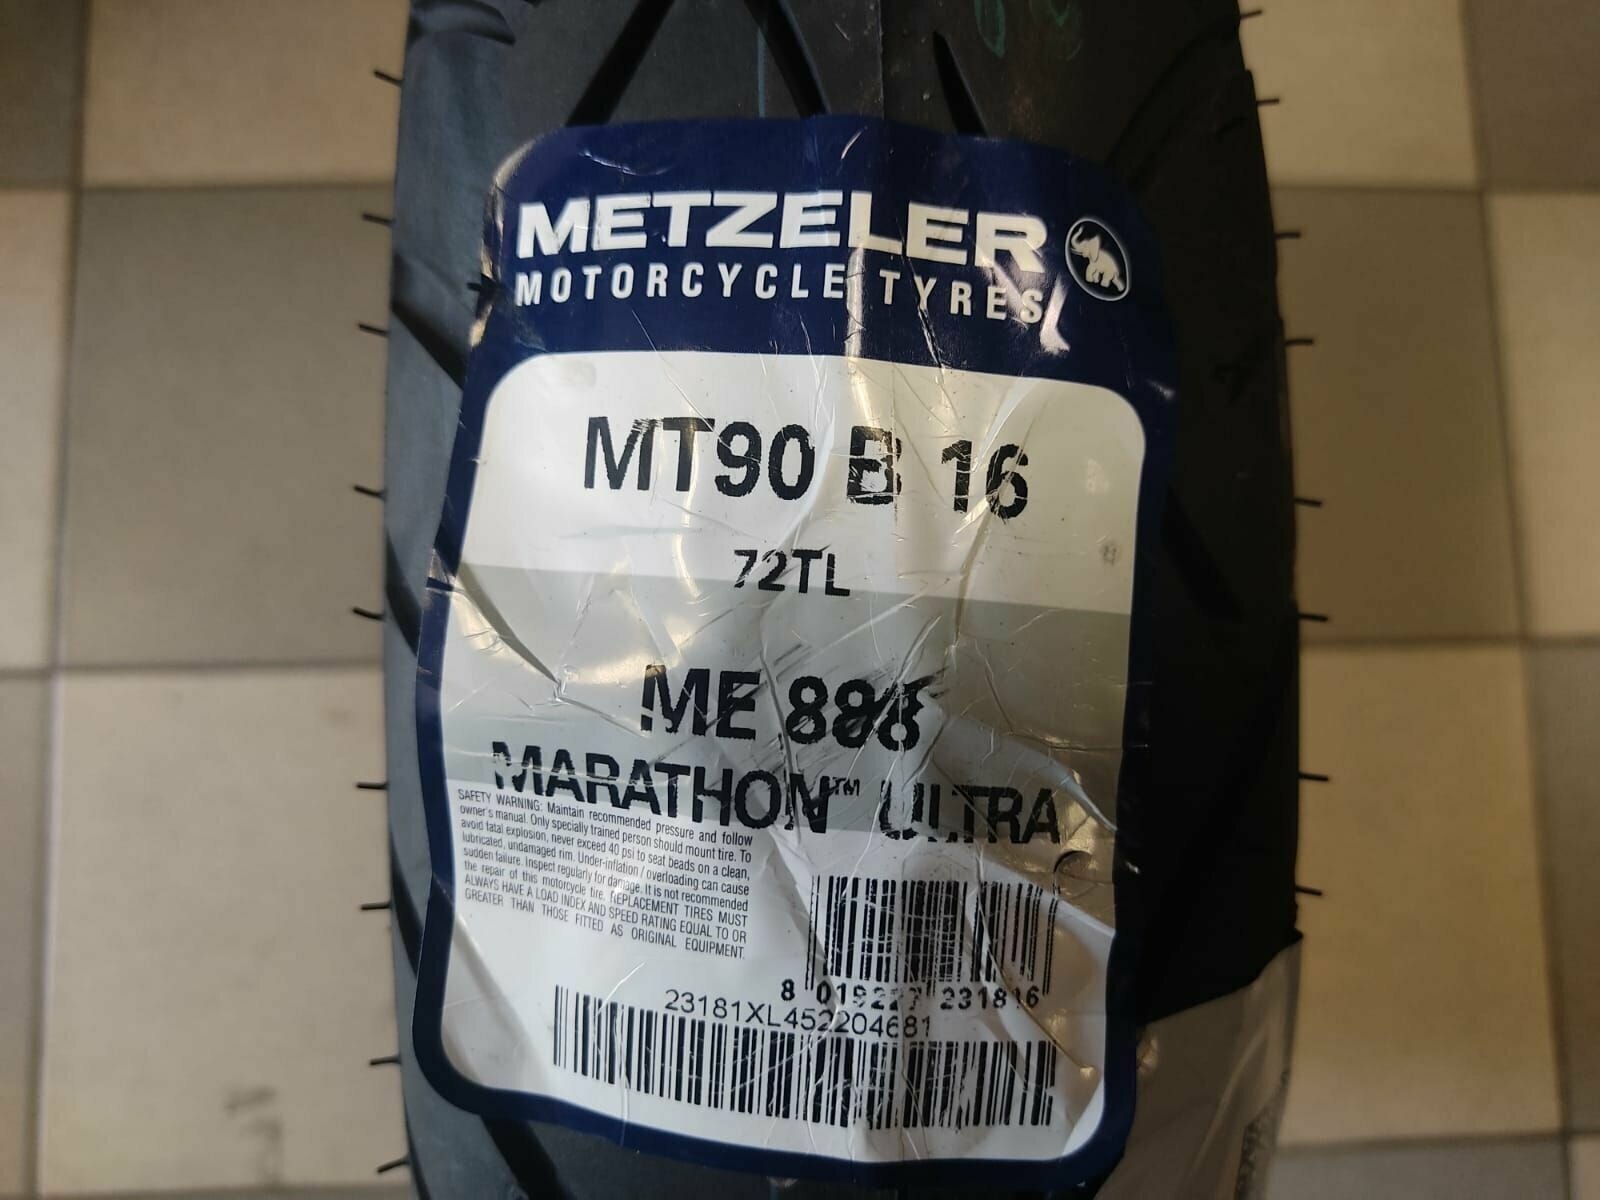 METZELER
MOTORCYCLE TYRES
MT90 B 16
72TL
ME 888
MARATHON™ ULTRA
SAFETY WARNING: Maintain recommended pressure and follow
owner's manual. Only specially trained person should mount tire. To
avoid fatal explosion, never exceed 40 psi to seat beads on a clean,
lubricated, undamaged rim. Under-inflation / overloading can cause
sudden failure. Inspect regularly for damage. It is not recommended
the repair of this motorcycle tire. REPLACEMENT TIRES MUST
ALWAYS HAVE A LOAD INDEX AND SPEED RATING EQUAL TO OR
GREATER THAN THOSE FITTED AS ORIGINAL EQUIPMENT.
8 019227 231816
23181XL452204681